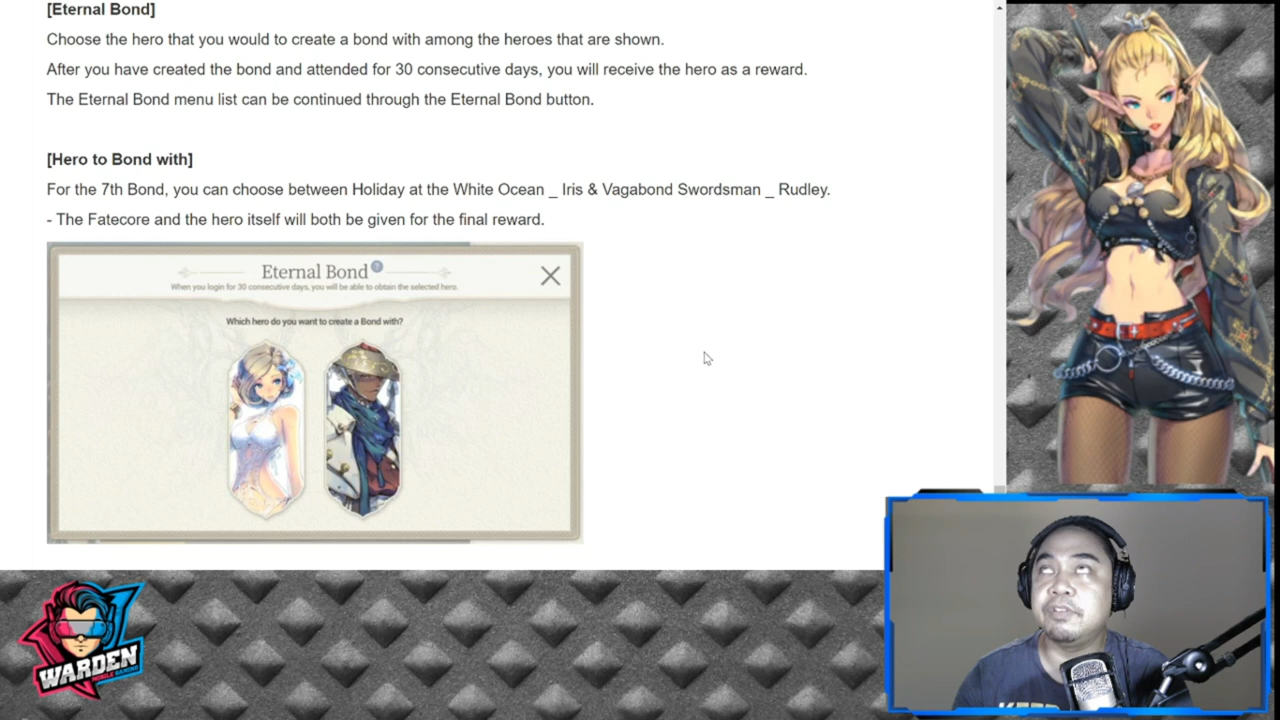 [Eternal Bond]
Choose the hero that you would to create a bond with among the heroes that are shown.
After you have created the bond and attended for 30 consecutive days, you will receive the hero as a reward.
The Eternal Bond menu list can be continued through the Eternal Bond button.
[Hero to Bond with]
For the 7th Bond, you can choose between Holiday at the White Ocean _ Iris & Vagabond Swordsman _ Rudley.
- The Fatecore and the hero itself will both be given for the final reward.
Eternal Bond ?
When you login for 30 consecutive days, you will be able to obtain the selected hero.
Which hero do you want to create a Bond with?
WARDEN
MOBILE GAMING